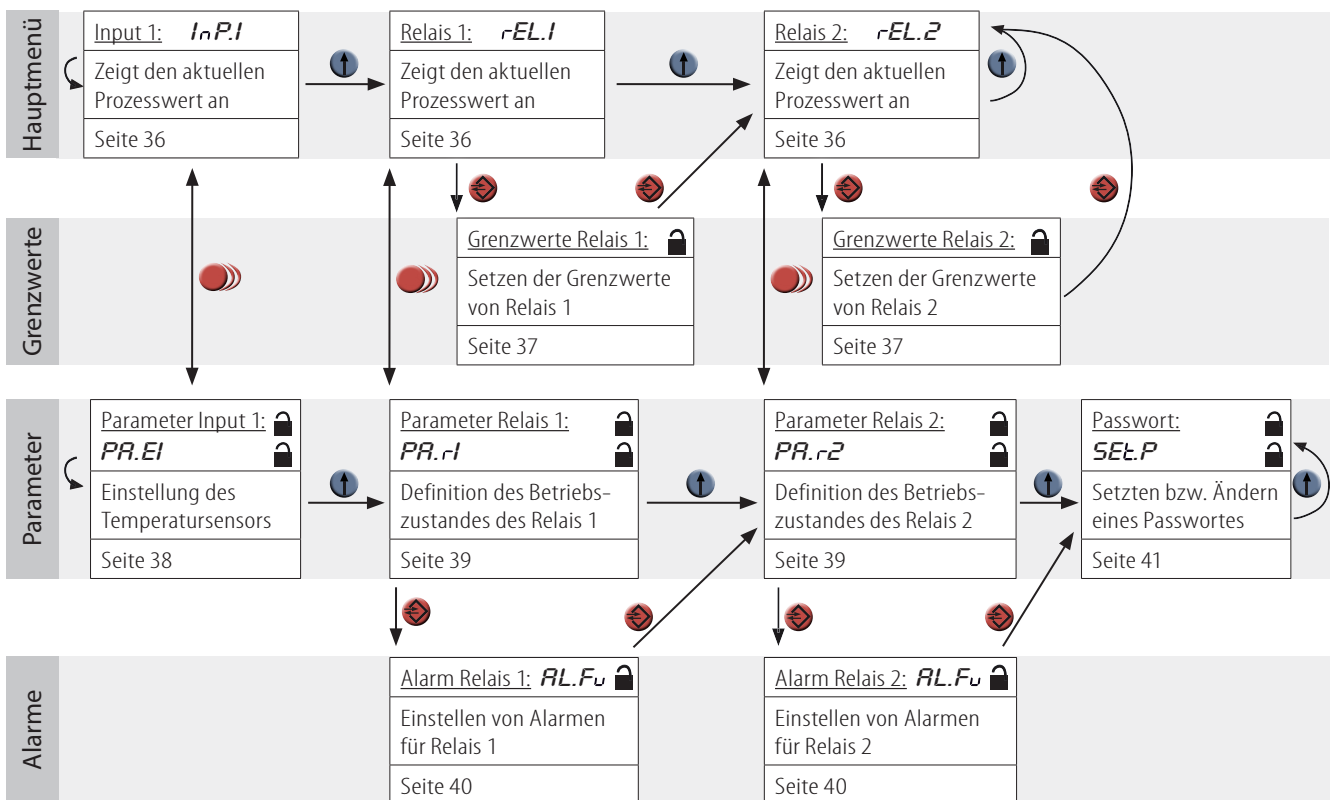 Hauptmenü
Input 1: InP.1
Zeigt den aktuellen
Prozesswert an
Seite 36
Relais 1: rEL.1
Zeigt den aktuellen
Prozesswert an
Seite 36
Relais 2: rEL.2
Zeigt den aktuellen
Prozesswert an
Seite 36
Grenzwerte
Grenzwerte Relais 1:
Setzen der Grenzwerte
von Relais 1
Seite 37
Grenzwerte Relais 2:
Setzen der Grenzwerte
von Relais 2
Seite 37
Parameter
Parameter Input 1:
PA.E1
Einstellung des
Temperatursensors
Seite 38
Parameter Relais 1:
PA.r1
Definition des Betriebs-
zustandes des Relais 1
Seite 39
Parameter Relais 2:
PA.r2
Definition des Betriebs-
zustandes des Relais 2
Seite 39
Passwort:
SEt.P
Setzten bzw. Ändern
eines Passwortes
Seite 41
Alarme
Alarm Relais 1: AL.Fu
Einstellen von Alarmen
für Relais 1
Seite 40
Alarm Relais 2: AL.Fu
Einstellen von Alarmen
für Relais 2
Seite 40